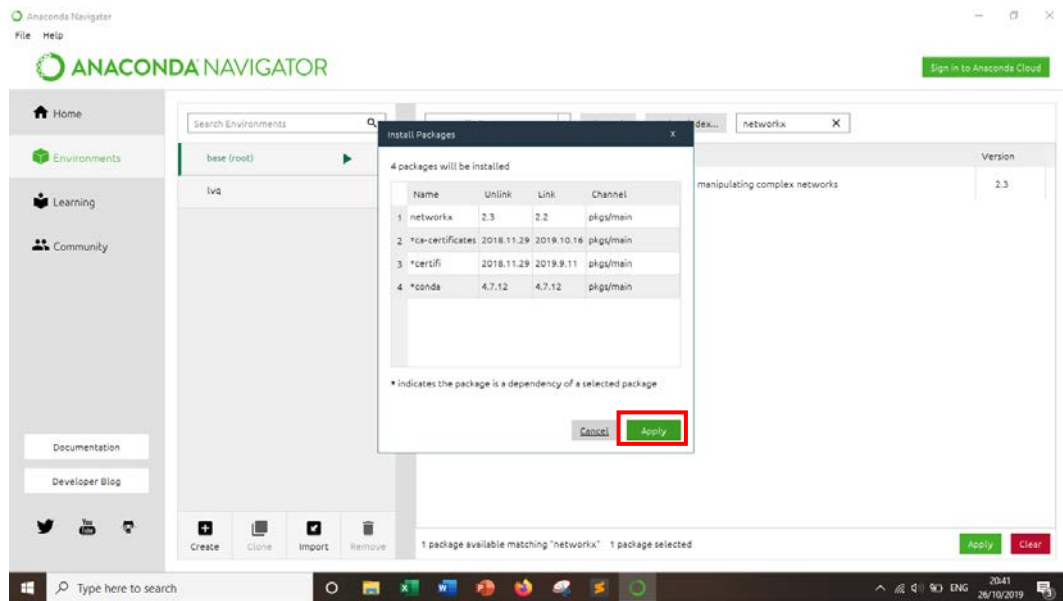 Anaconda Navigator
File Help
ANACONDA NAVIGATOR
Sign in to Anaconda Cloud
Home
Environments
Learning
Community
Documentation
Developer Blog
You Tube
Search Environments
base (root)
lvq
Create Clone Import Remove
dex... networkx X
Version
manipulating complex networks 2.3
Install Packages X
4 packages will be installed
Name Unlink Link Channel
1 networkx 2.3 2.2 pkgs/main
2 *ca-certificates 2018.11.29 2019.10.16 pkgs/main
3 *certifi 2018.11.29 2019.9.11 pkgs/main
4 *conda 4.7.12 4.7.12 pkgs/main
* indicates the package is a dependency of a selected package
Cancel Apply
1 package available matching "networkx" 1 package selected
Apply Clear
Type here to search
ENG
20:41
26/10/2019